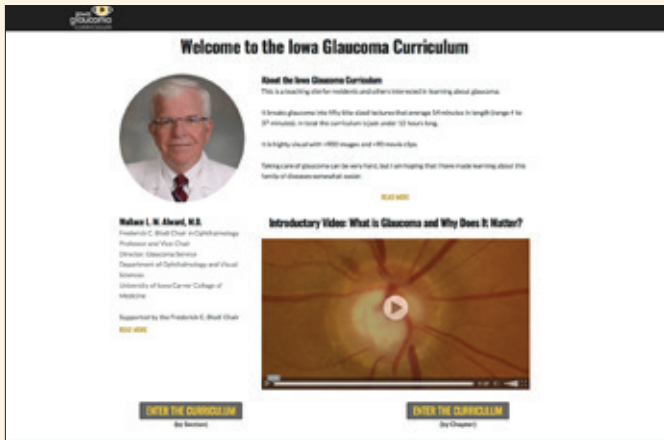 Iowa
glaucoma
CURRICULUM
Welcome to the Iowa Glaucoma Curriculum
About the Iowa Glaucoma Curriculum
This is a teaching site for residents and others interested in learning about glaucoma.
It breaks glaucoma into fifty bite-sized lectures that average 14 minutes in length (range 4 to
37 minutes). In total the curriculum is just under 12 hours long.
It is highly visual with >900 images and >90 movie clips
Taking care of glaucoma can be very hard, but I am hoping that I have made learning about this
family of diseases somewhat easier.
READ MORE
Wallace L. M. Alward, M.D.
Frederick C. Blodi Chair in Ophthalmology
Professor and Vice Chair
Director, Glaucoma Service
Department of Ophthalmology and Visual
Sciences
University of Iowa Carver College of
Medicine
Supported by the Frederick C. Blodi Chair
READ MORE
Introductory Video: What is Glaucoma and Why Does It Matter?
ENTER THE CURRICULUM
(by Section)
ENTER THE CURRICULUM
(by Chapter)